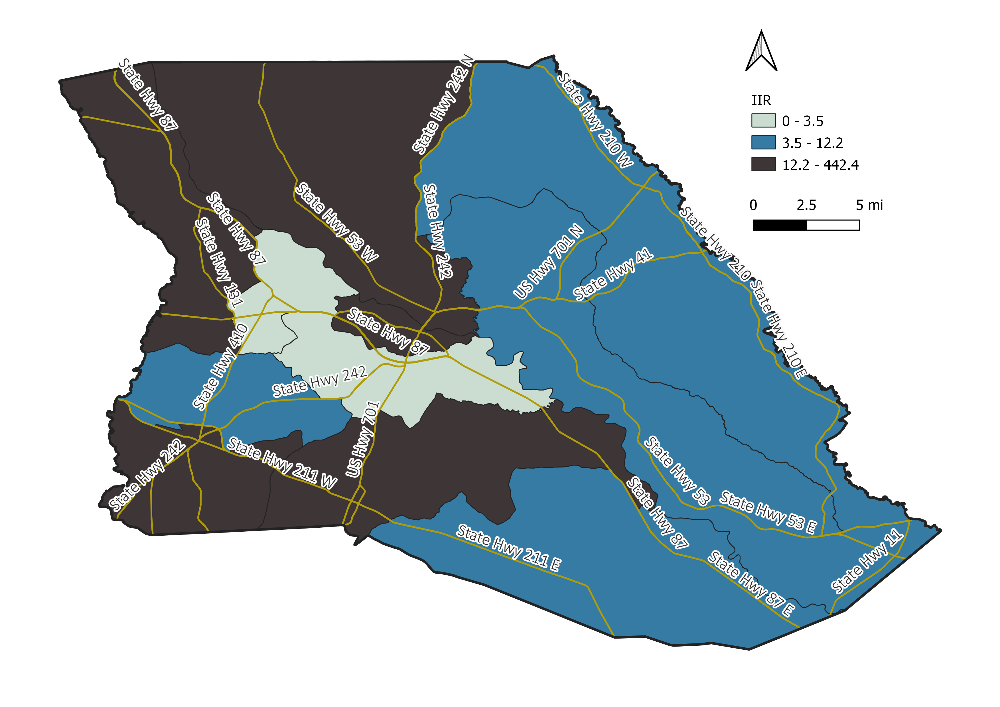 State Hwy 87
State Hwy 242 N
State Hwy 210 W
IIR
0 - 3.5
3.5 - 12.2
12.2 - 442.4
0 2.5 5 mi
State Hwy 87
State Hwy 53 W
State Hwy 242
State Hwy 131
US Hwy 701 N
State Hwy 41
State Hwy 210
State Hwy 210 E
State Hwy 87
State Hwy 410
State Hwy 242
US Hwy 701
State Hwy 242
State Hwy 211 W
State Hwy 53
State Hwy 53 E
State Hwy 87
State Hwy 211 E
State Hwy 87 E
State Hwy 11